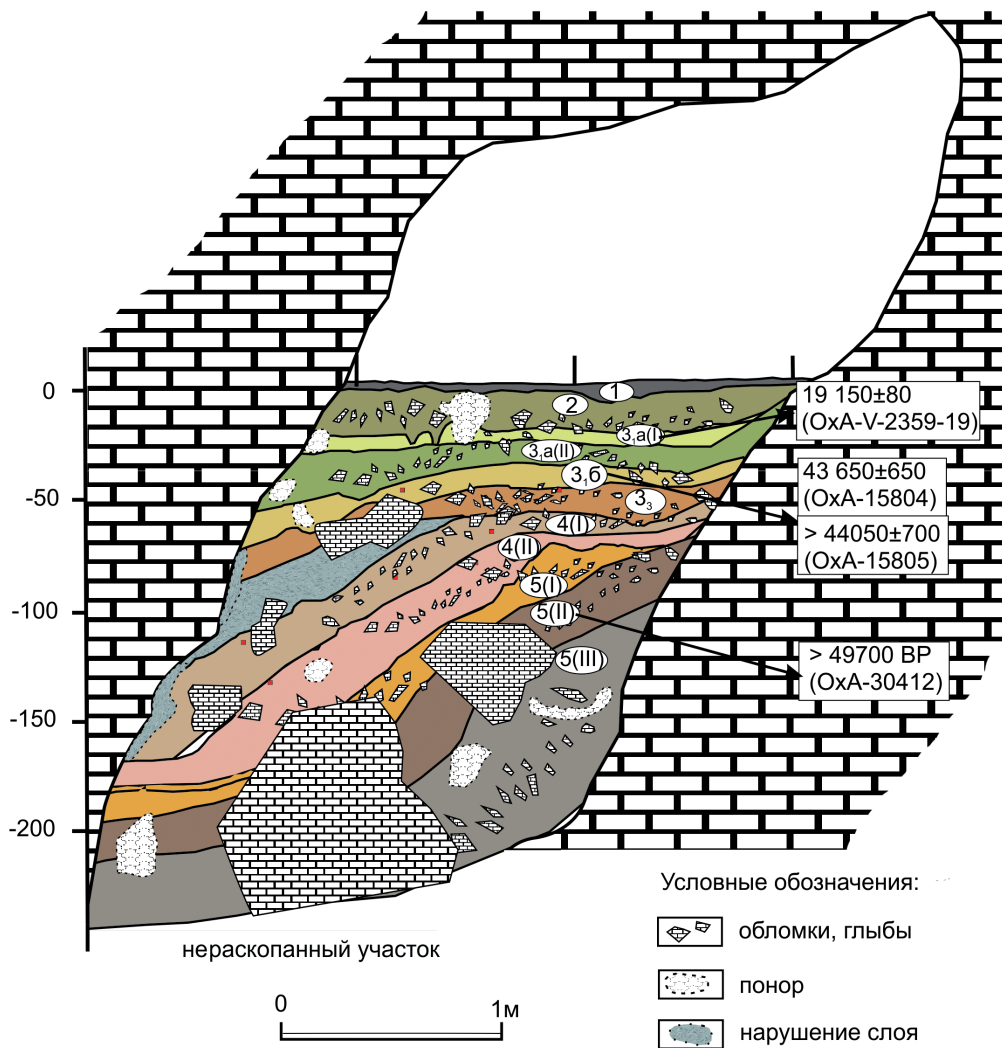 0
-50
-100
-150
-200
1
2
3₁а(I)
3₁а(II)
3₁б
3₃
4(I)
4(II)
5(I)
5(II)
5(III)
19 150±80
(OxA-V-2359-19)
43 650±650
(OxA-15804)
> 44050±700
(OxA-15805)
> 49700 BP
(OxA-30412)
нераскопанный участок
0 1м
Условные обозначения:
обломки, глыбы
понор
нарушение слоя